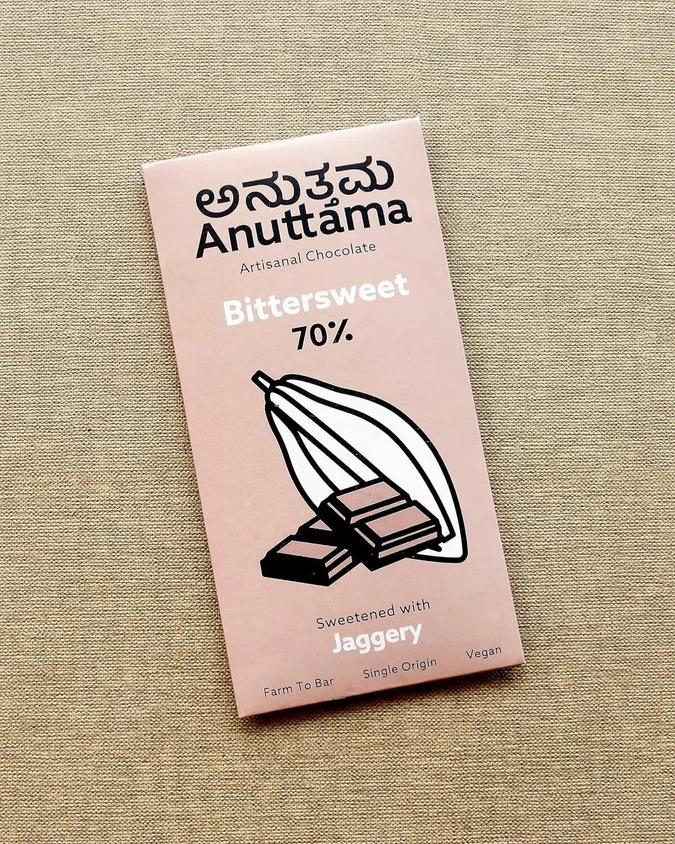 ಅನುತ್ತಮ
Anuttama
Artisanal Chocolate
Bittersweet
70%
Sweetened with
Jaggery
Farm To Bar Single Origin Vegan